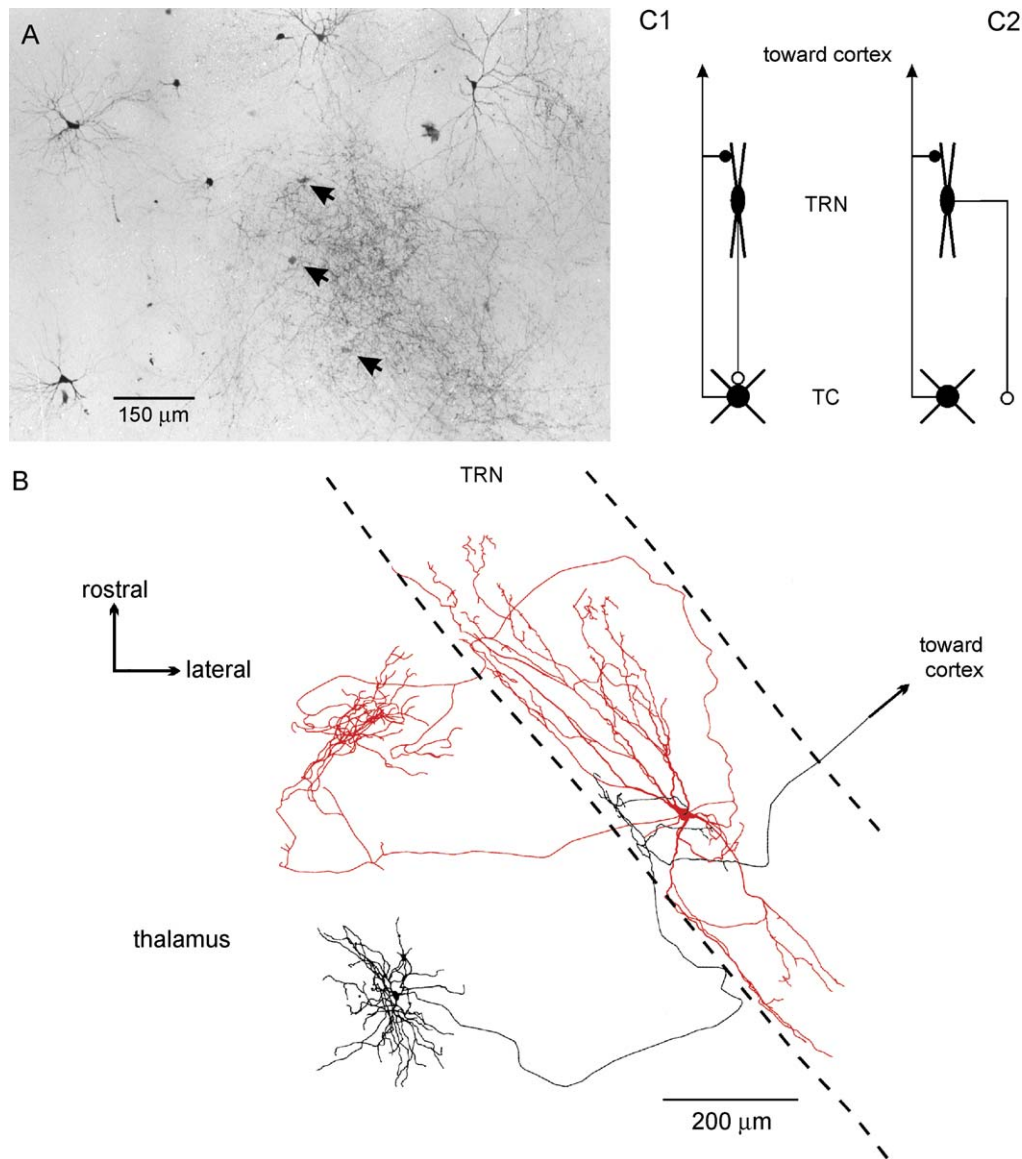 A
150 μm
C1
C2
toward cortex
TRN
TC
B
TRN
rostral
lateral
toward
cortex
thalamus
200 μm